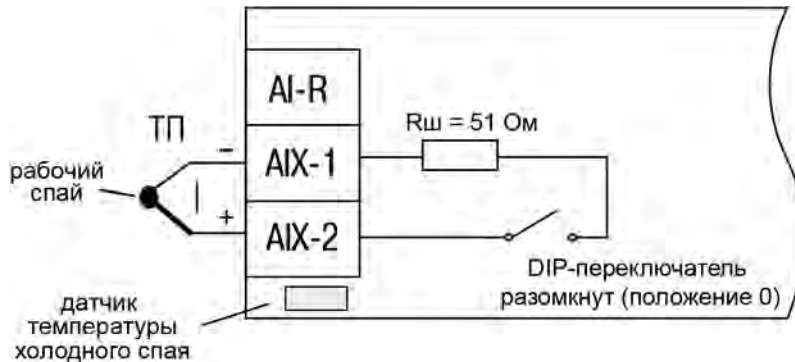 AI-R
Rш = 51 Ом
ТП
–
AIX-1
рабочий
спай
+
AIX-2
DIP-переключатель
разомкнут (положение 0)
датчик
температуры
холодного спая